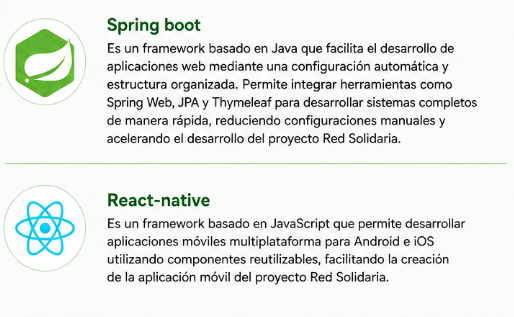 Spring boot
Es un framework basado en Java que facilita el desarrollo de
aplicaciones web mediante una configuración automática y
estructura organizada. Permite integrar herramientas como
Spring Web, JPA y Thymeleaf para desarrollar sistemas completos
de manera rápida, reduciendo configuraciones manuales y
acelerando el desarrollo del proyecto Red Solidaria.
React-native
Es un framework basado en JavaScript que permite desarrollar
aplicaciones móviles multiplataforma para Android e iOS
utilizando componentes reutilizables, facilitando la creación
de la aplicación móvil del proyecto Red Solidaria.